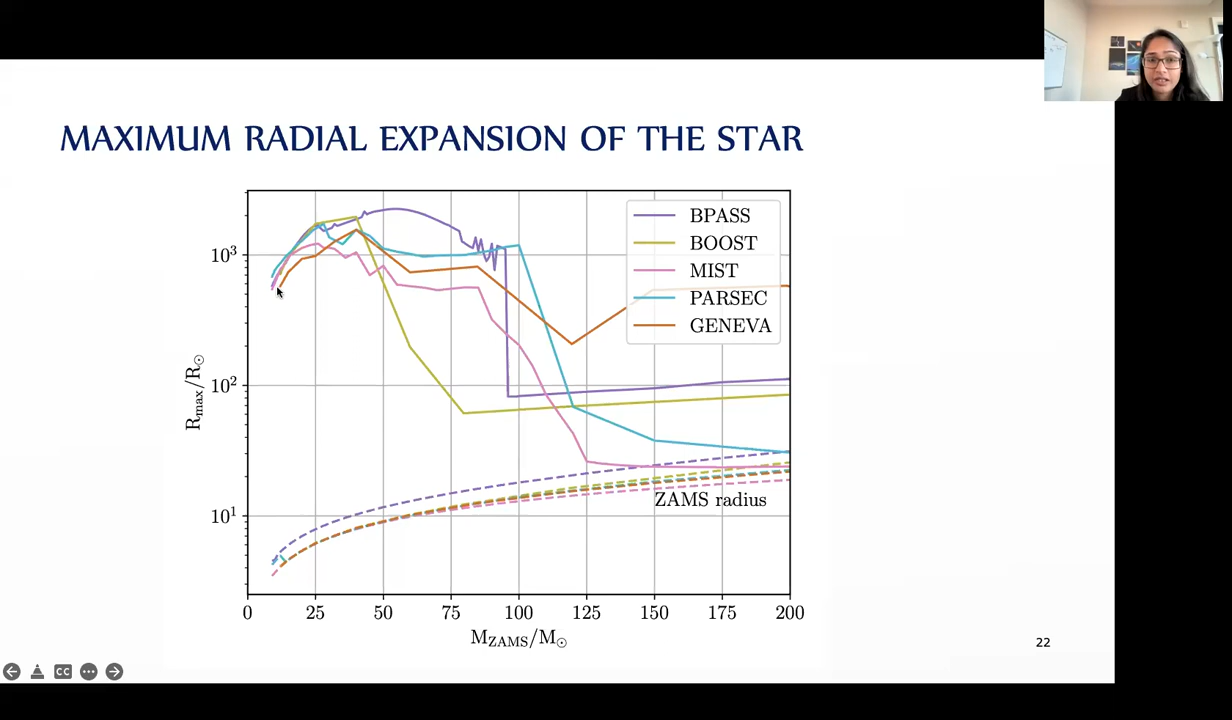 MAXIMUM RADIAL EXPANSION OF THE STAR
BPASS
BOOST
MIST
PARSEC
GENEVA
10³
10²
10¹
R_max/R_☉
ZAMS radius
0 25 50 75 100 125 150 175 200
M_ZAMS/M_☉
22
CC